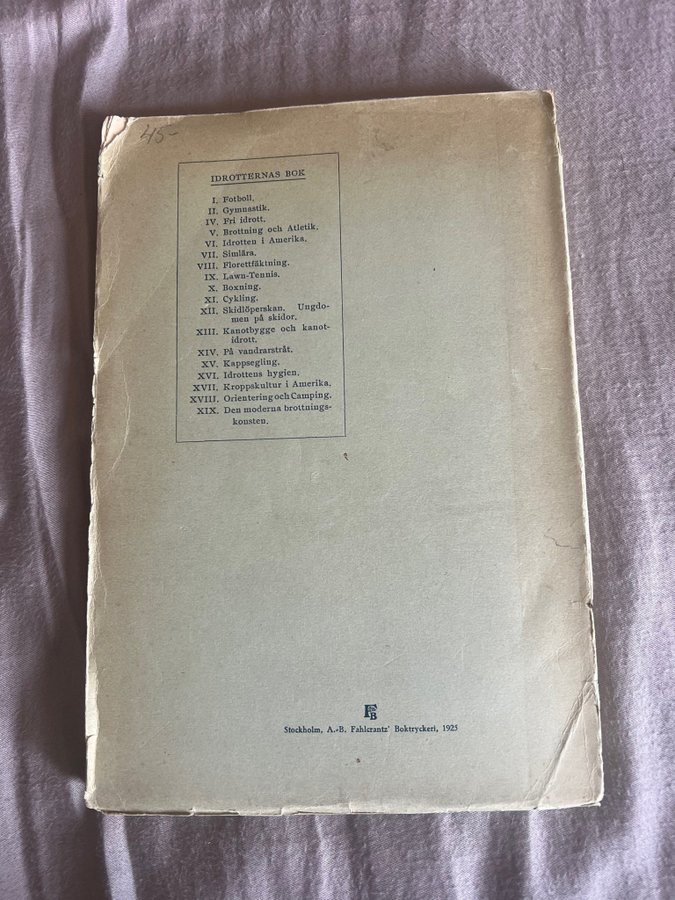 45-
IDROTTERNAS BOK
I. Fotboll.
II. Gymnastik.
IV. Fri idrott.
V. Brottning och Atletik.
VI. Idrotten i Amerika.
VII. Simlära.
VIII. Florettfäktning.
IX. Lawn-Tennis.
X. Boxning.
XI. Cykling.
XII. Skidlöperskan. Ungdo-
men på skidor.
XIII. Kanotbygge och kanot-
idrott.
XIV. På vandrarstråt.
XV. Kappsegling.
XVI. Idrottens hygien.
XVII. Kroppskultur i Amerika.
XVIII. Orientering och Camping.
XIX. Den moderna brottnings-
konsten.
Stockholm, A.-B. Fahlcrantz' Boktryckeri, 1925